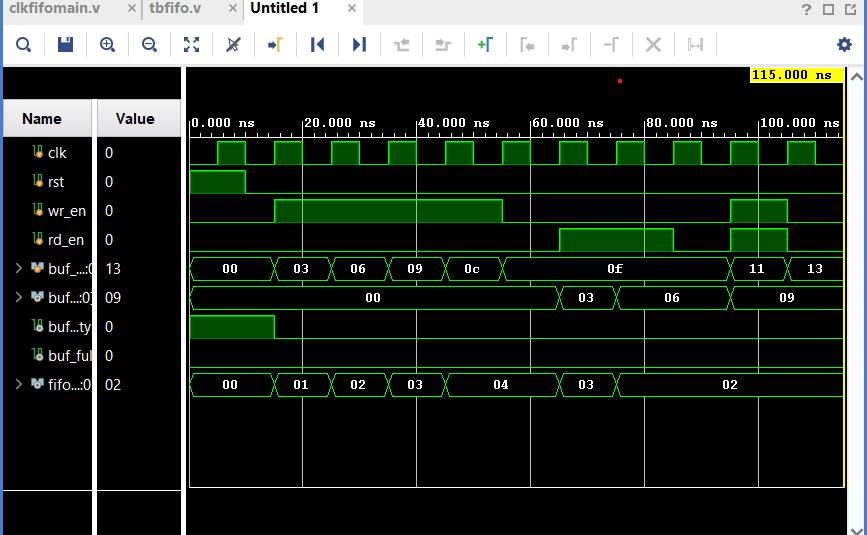 clkfifomain.v × tbfifo.v × Untitled 1 ×
115.000 ns
Name Value
0.000 ns 20.000 ns 40.000 ns 60.000 ns 80.000 ns 100.000 ns
clk 0
rst 0
wr_en 0
rd_en 0
buf_...:0 13 00 03 06 09 0c 0f 11 13
buf...:0] 09 00 03 06 09
buf...ty 0
buf_ful 0
fifo...:0 02 00 01 02 03 04 03 02